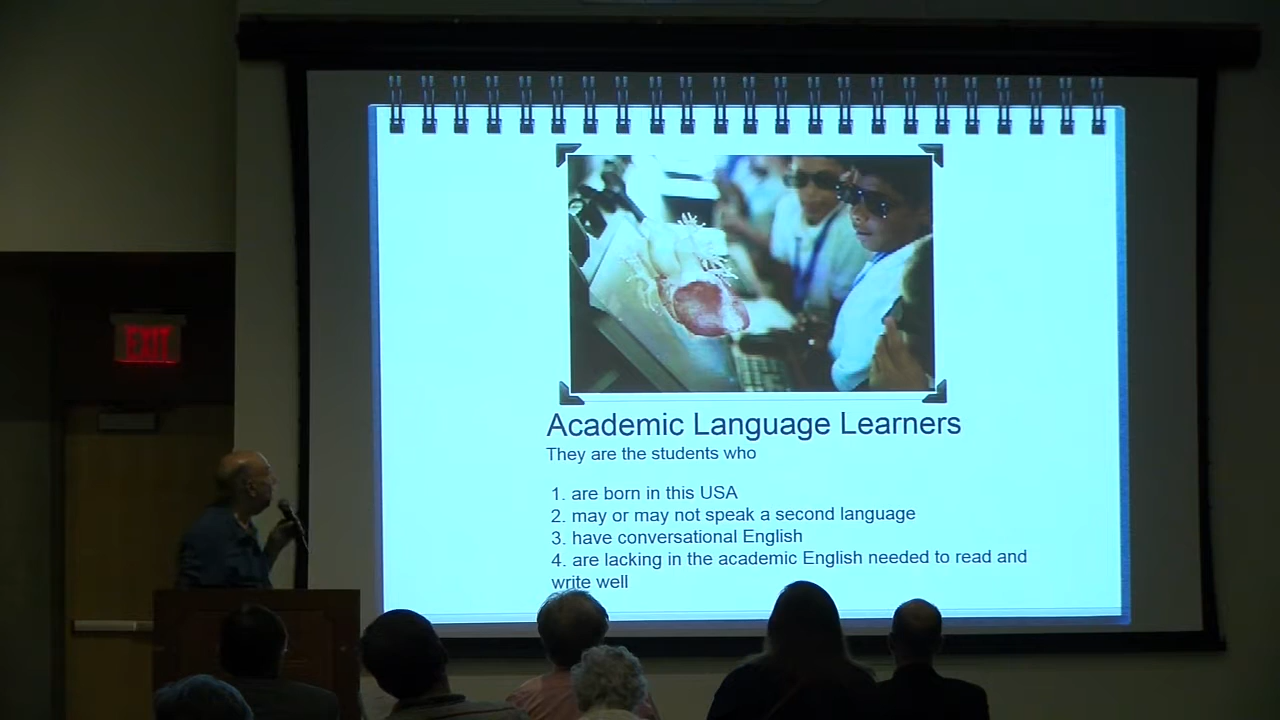 EXIT
Academic Language Learners
They are the students who
1. are born in this USA
2. may or may not speak a second language
3. have conversational English
4. are lacking in the academic English needed to read and
write well